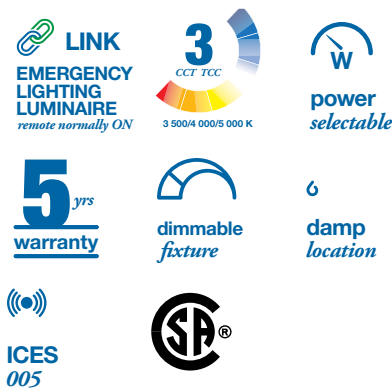 LINK
EMERGENCY
LIGHTING
LUMINAIRE
remote normally ON
3
CCT TCC
3 500/4 000/5 000 K
W
power
selectable
5 yrs
warranty
dimmable
fixture
damp
location
ICES
005
SA®